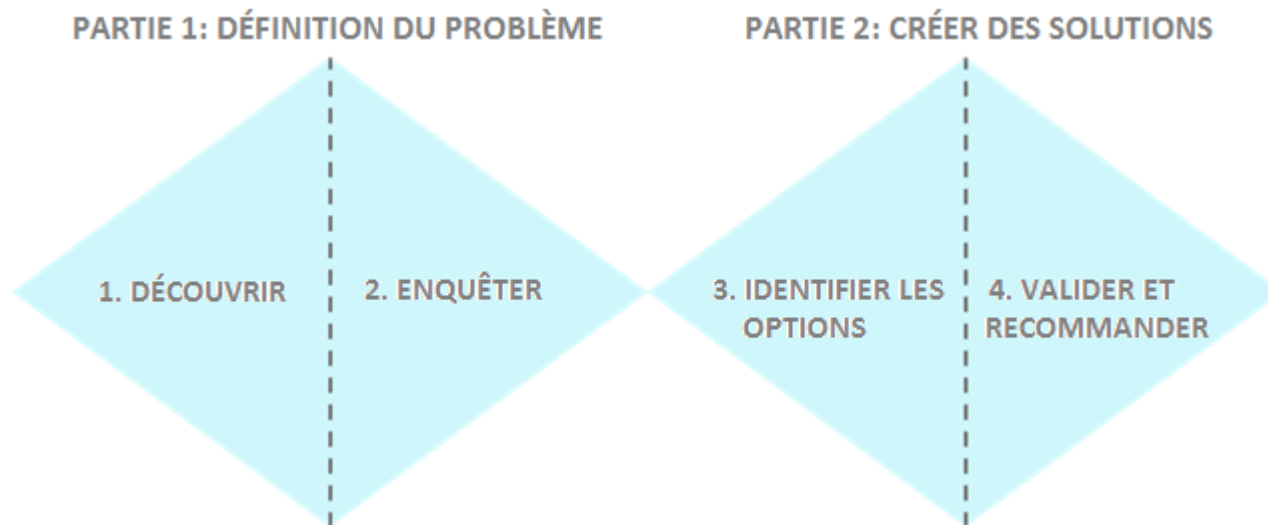 PARTIE 1: DÉFINITION DU PROBLÈME
PARTIE 2: CRÉER DES SOLUTIONS
1. DÉCOUVRIR
2. ENQUÊTER
3. IDENTIFIER LES
OPTIONS
4. VALIDER ET
RECOMMANDER